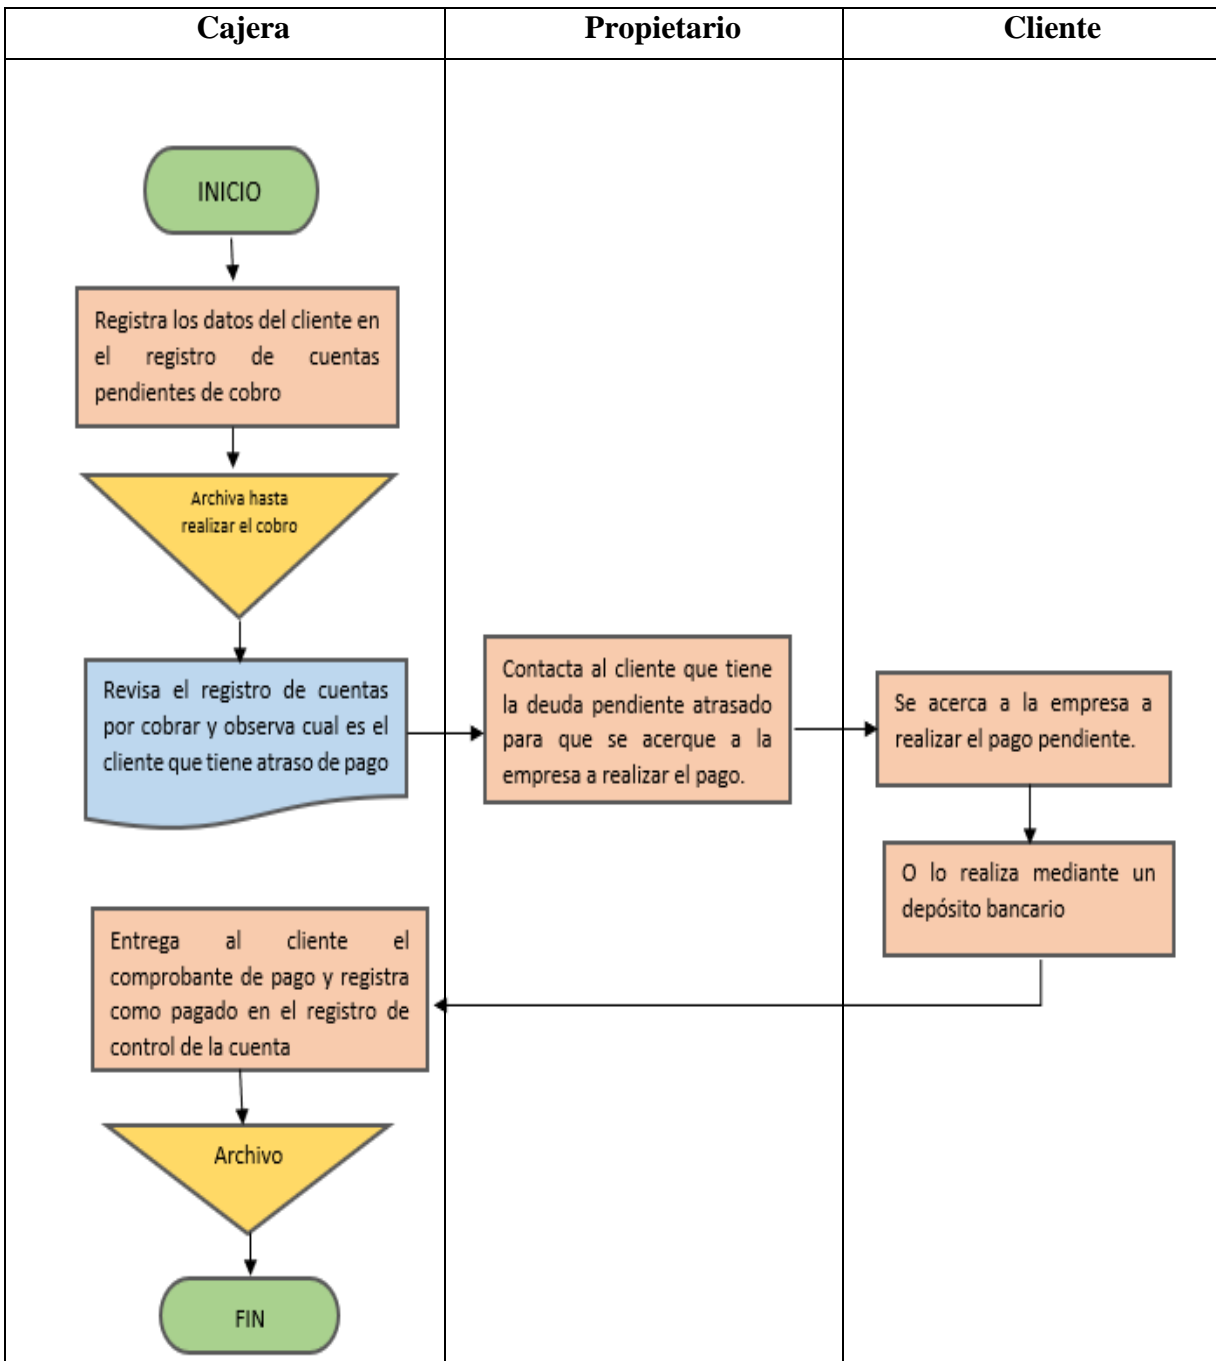 Cajera
Propietario
Cliente
INICIO
Registra los datos del cliente en
el registro de cuentas
pendientes de cobro
Archiva hasta
realizar el cobro
Revisa el registro de cuentas
por cobrar y observa cual es el
cliente que tiene atraso de pago
Contacta al cliente que tiene
la deuda pendiente atrasado
para que se acerque a la
empresa a realizar el pago.
Se acerca a la empresa a
realizar el pago pendiente.
O lo realiza mediante un
depósito bancario
Entrega al cliente el
comprobante de pago y registra
como pagado en el registro de
control de la cuenta
Archivo
FIN